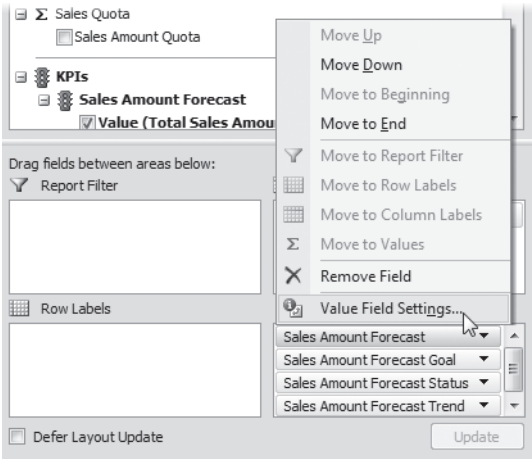 Σ Sales Quota
Sales Amount Quota
KPIs
Sales Amount Forecast
Value (Total Sales Amou
Move Up
Move Down
Move to Beginning
Move to End
Move to Report Filter
Move to Row Labels
Move to Column Labels
Σ Move to Values
Remove Field
Value Field Settings...
Drag fields between areas below:
Report Filter
Row Labels
Sales Amount Forecast
Sales Amount Forecast Goal
Sales Amount Forecast Status
Sales Amount Forecast Trend
Defer Layout Update
Update